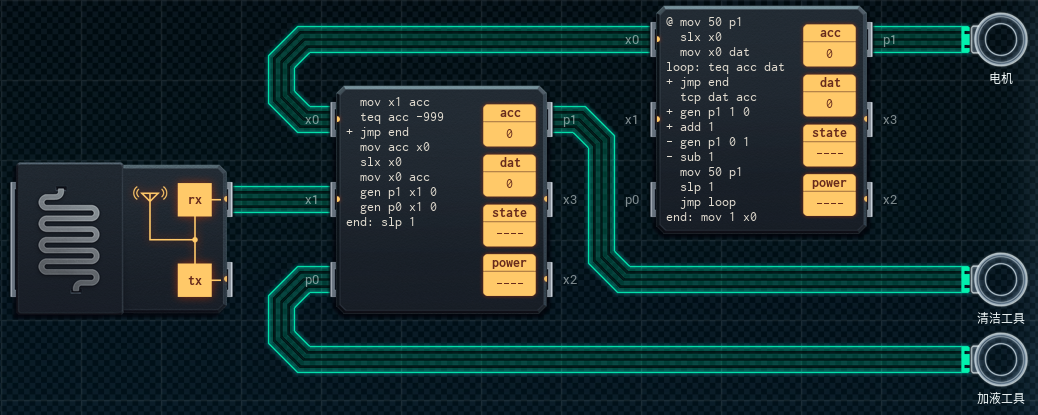 @ mov 50 p1
slx x0
mov x0 dat
loop: teq acc dat
+ jmp end
tcp dat acc
+ gen p1 1 0
+ add 1
- gen p1 0 1
- sub 1
mov 50 p1
slp 1
jmp loop
end: mov 1 x0
acc
0
dat
0
state
----
power
----
x0
x1
p0
p1
x3
x2
电机
mov x1 acc
teq acc -999
+ jmp end
mov acc x0
slx x0
mov x0 acc
gen p1 x1 0
gen p0 x1 0
end: slp 1
acc
0
dat
0
state
----
power
----
x0
x1
p0
p1
x3
x2
rx
tx
清洁工具
加液工具